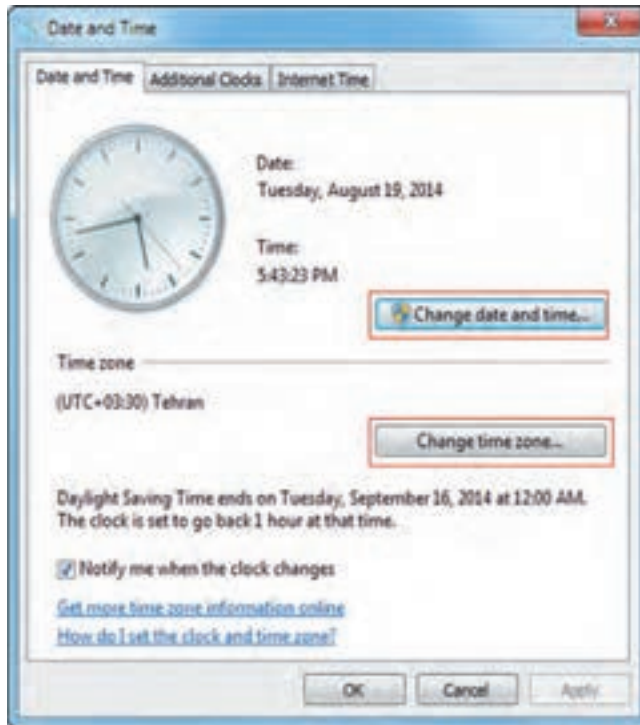 Date and Time
Date and Time Additional Clocks Internet Time
Date:
Tuesday, August 19, 2014
Time:
5:43:23 PM
Change date and time...
Time zone
(UTC+03:30) Tehran
Change time zone...
Daylight Saving Time ends on Tuesday, September 16, 2014 at 12:00 AM.
The clock is set to go back 1 hour at that time.
Notify me when the clock changes
Get more time zone information online
How do I set the clock and time zone?
OK Cancel Apply